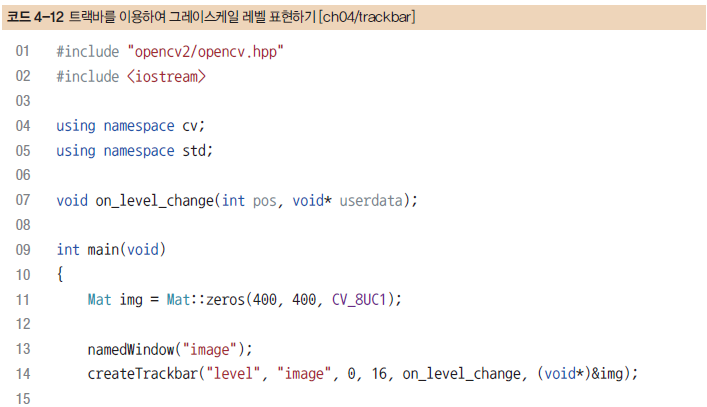 코드 4-12 트랙바를 이용하여 그레이스케일 레벨 표현하기 [ch04/trackbar]
01 #include "opencv2/opencv.hpp"
02 #include <iostream>
03
04 using namespace cv;
05 using namespace std;
06
07 void on_level_change(int pos, void* userdata);
08
09 int main(void)
10 {
11 Mat img = Mat::zeros(400, 400, CV_8UC1);
12
13 namedWindow("image");
14 createTrackbar("level", "image", 0, 16, on_level_change, (void*)&img);
15